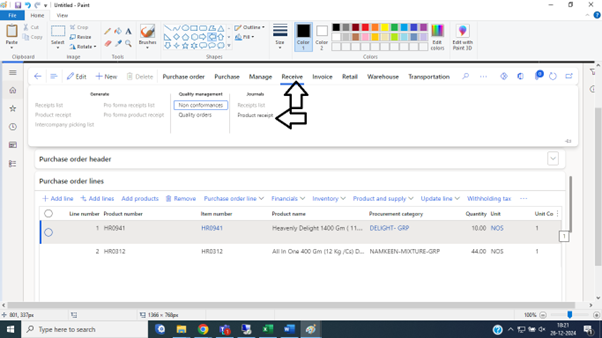 Untitled - Paint
File Home View
Paste
Cut
Copy
Clipboard
Select
Crop
Resize
Rotate
Image
Tools
Brushes
Shapes
Outline
Fill
Size
Color 1
Color 2
Colors
Edit colors
Edit with Paint 3D
Edit New Delete Purchase order Purchase Manage Receive Invoice Retail Warehouse Transportation
0
Generate Quality management Journals
Receipts list Pro forma receipts list Non conformances Receipts list
Product receipt Pro forma product receipt Quality orders Product receipt
Intercompany picking list
Purchase order header
Purchase order lines
Add line Add lines Add products Remove Purchase order line Financials Inventory Product and supply Update line Withholding tax
Line number Product number Item number Product name Procurement category Quantity Unit Unit Co
1 HR0941 HR0941 Heavenly Delight 1400 Gm ( 11... DELIGHT- GRP 10.00 NOS 1
2 HR0312 HR0312 All In One 400 Gm (12 Kg /Cs) D... NAMKEEN-MIXTURE-GRP 44.00 NOS 1
801, 337px 1366 × 768px 100%
Type here to search
18:21
28-12-2024